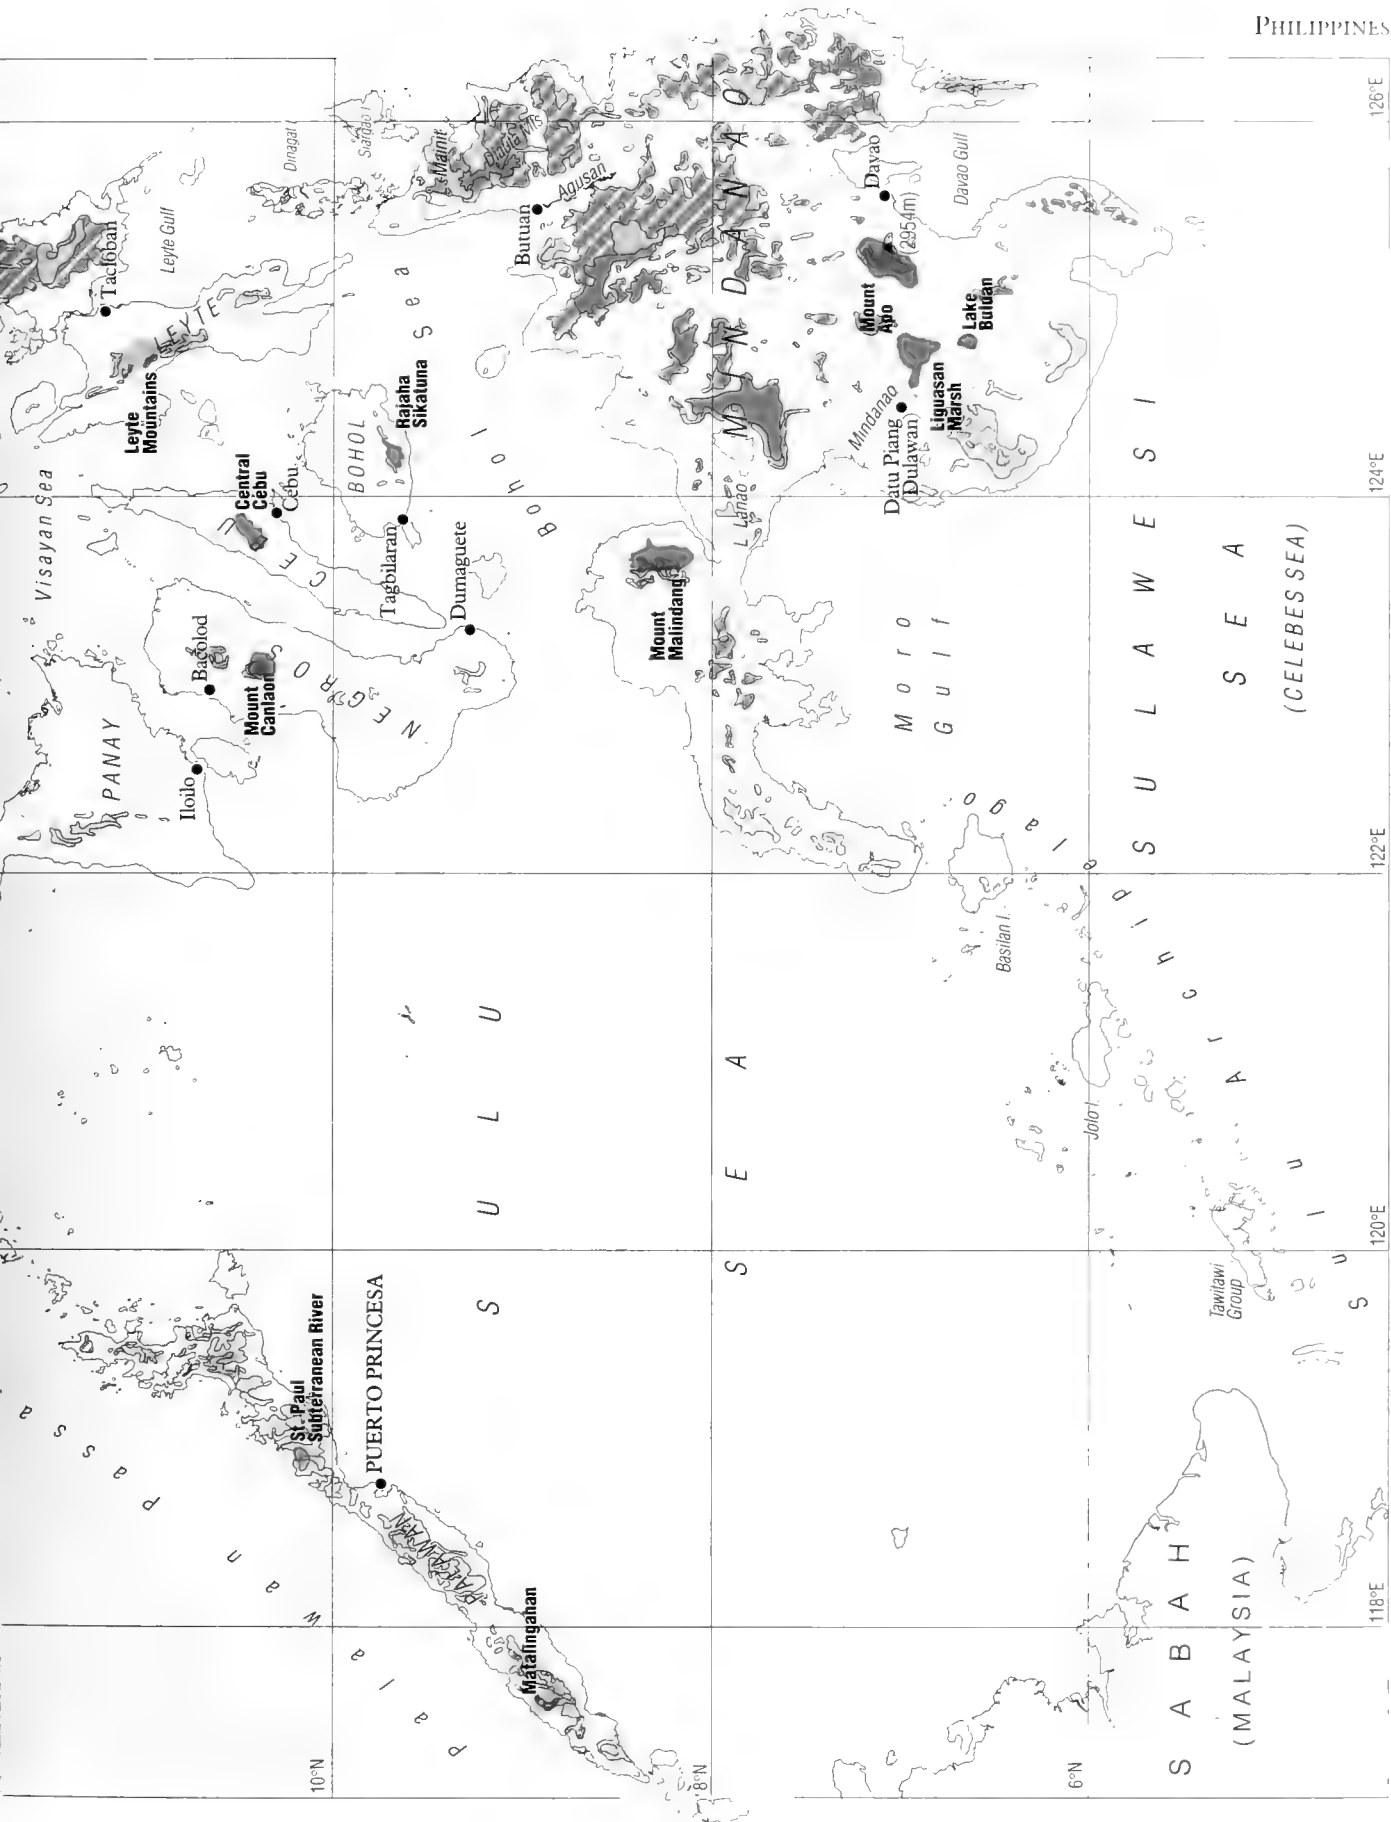 PHILIPPINES
Visayan Sea
PANAY
Iloilo
Bacolod
Mount
Canlaon
NEGROS
CEBU
Central
Cebu
Cebu
Leyte
Mountains
LEYTE
Tacloban
Leyte Gulf
Dinagat I.
Siargao I.
BOHOL
Rajaha
Sikatuna
Tagbilaran
Dumaguete
Bohol Sea
Mainit
Diuata Mts
Butuan
Agusan
Mount
Malindang
L Lanao
MINDANAO
Mindanao
Datu Piang
(Dulawan)
Liguasan
Marsh
Lake
Buluan
Mount
Apo
(2954m)
Davao
Davao Gulf
Moro
Gulf
Basilan I.
Jolo I.
Tawitawi
Group
Sulu Archipelago
SULU
SEA
SULAWESI
SEA
(CELEBES SEA)
Palawan Passa
St. Paul
Subterranean River
PUERTO PRINCESA
PALAWAN
Matalingahan
SABAH
(MALAYSIA)
10°N
8°N
6°N
118°E
120°E
122°E
124°E
126°E